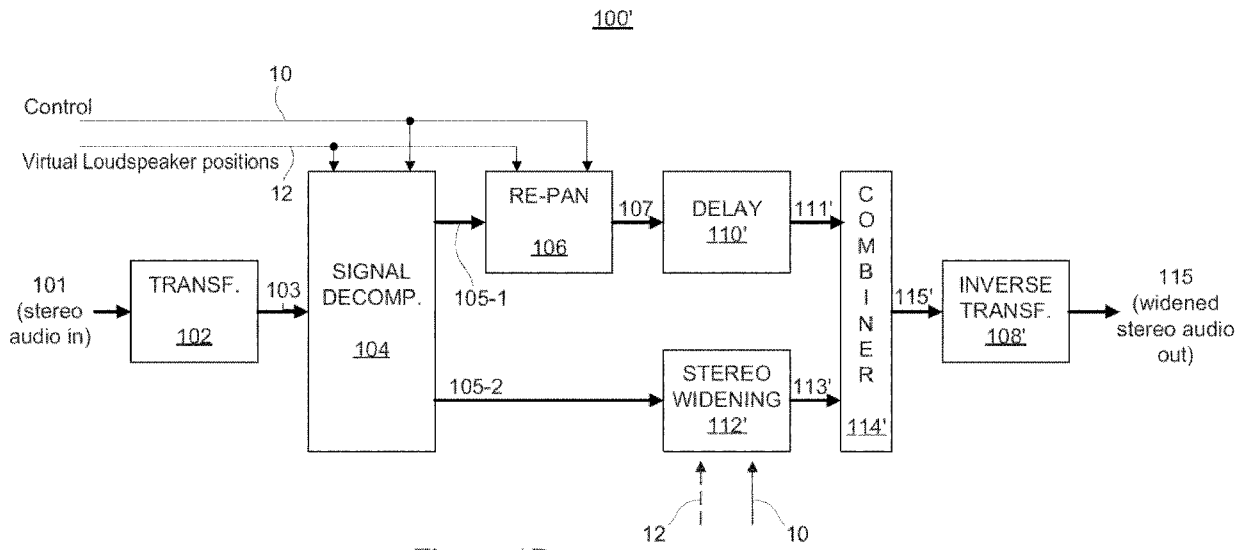 100'
10
Control
Virtual Loudspeaker positions
12
RE-PAN
106
107
DELAY
110'
111'
COMBINER
114'
101
(stereo
audio in)
TRANSF.
102
103
SIGNAL
DECOMP.
104
105-1
115'
INVERSE
TRANSF.
108'
115
(widened
stereo audio
out)
105-2
STEREO
WIDENING
112'
113'
12
10